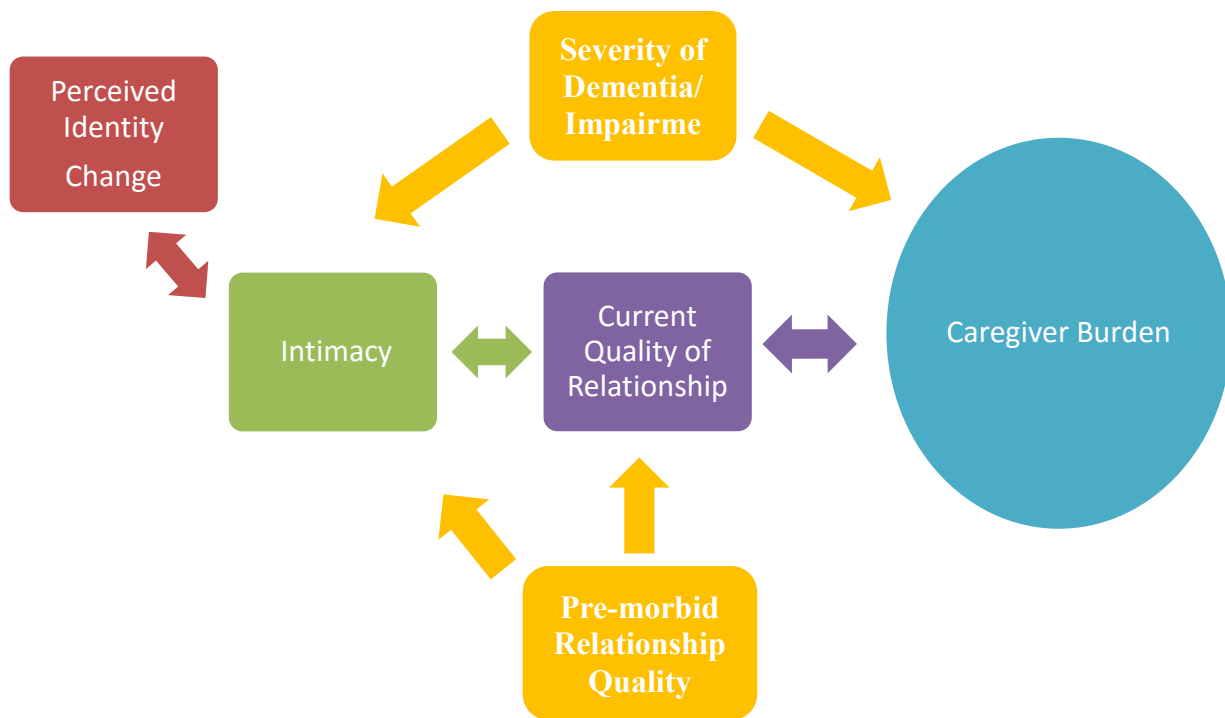 Severity of
Dementia/
Impairme
Perceived
Identity
Change
Intimacy
Current
Quality of
Relationship
Caregiver Burden
Pre-morbid
Relationship
Quality